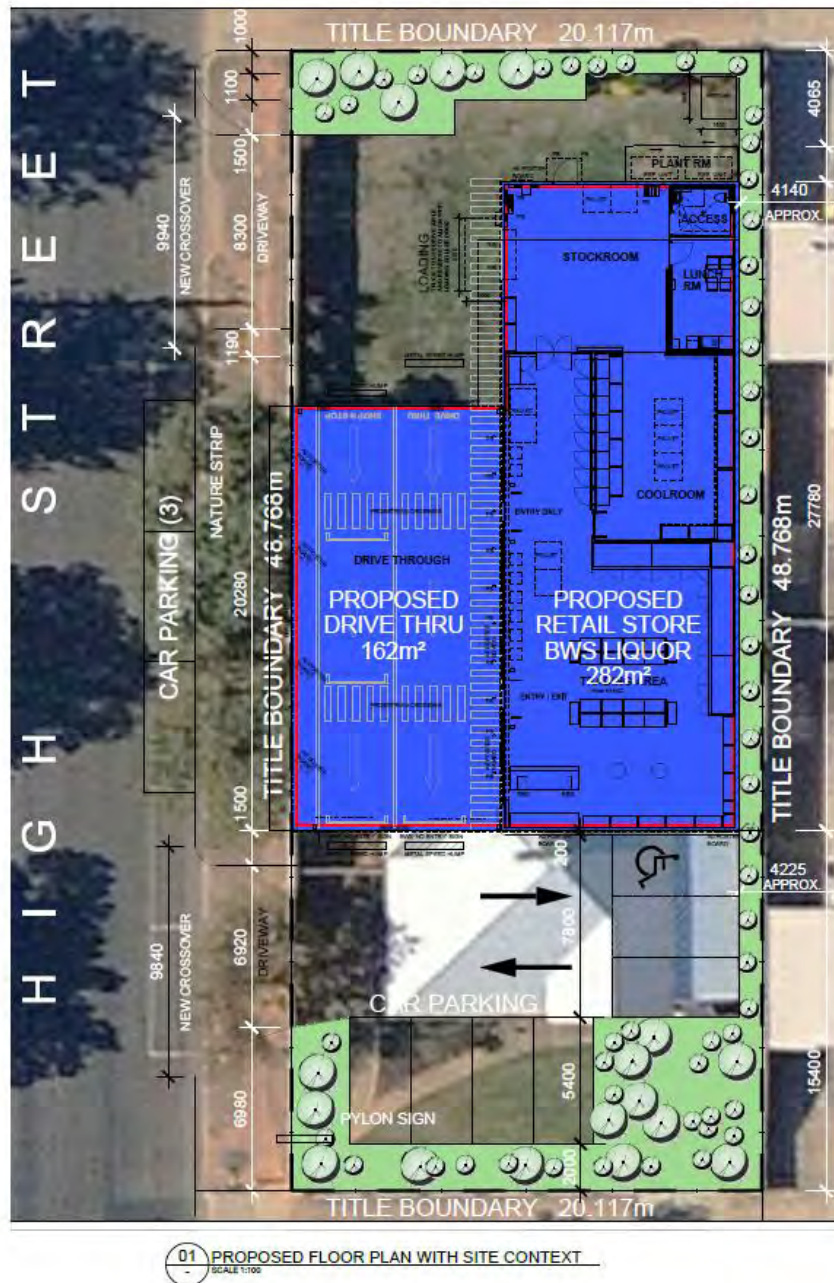 TITLE BOUNDARY 20.117m
1000
1100
1500
8300
1190
20280
1500
6920
6980
9940
NEW CROSSOVER
DRIVEWAY
HIGH STREET
CAR PARKING (3)
NATURE STRIP
TITLE BOUNDARY 48.768m
4065
4140
APPROX.
27780
PLANT RM
ACCESS
STOCKROOM
LUNCH RM
LOADING
COOLROOM
ENTRY ONLY
DRIVE THROUGH
PROPOSED
DRIVE THRU
162m²
PROPOSED
RETAIL STORE
BWS LIQUOR
282m²
ENTRY / EXIT
TITLE BOUNDARY 48.768m
200
7800
4225
APPROX.
9840
NEW CROSSOVER
DRIVEWAY
CAR PARKING
5400
15400
PYLON SIGN
2000
TITLE BOUNDARY 20.117m
01
-
PROPOSED FLOOR PLAN WITH SITE CONTEXT
SCALE 1:100